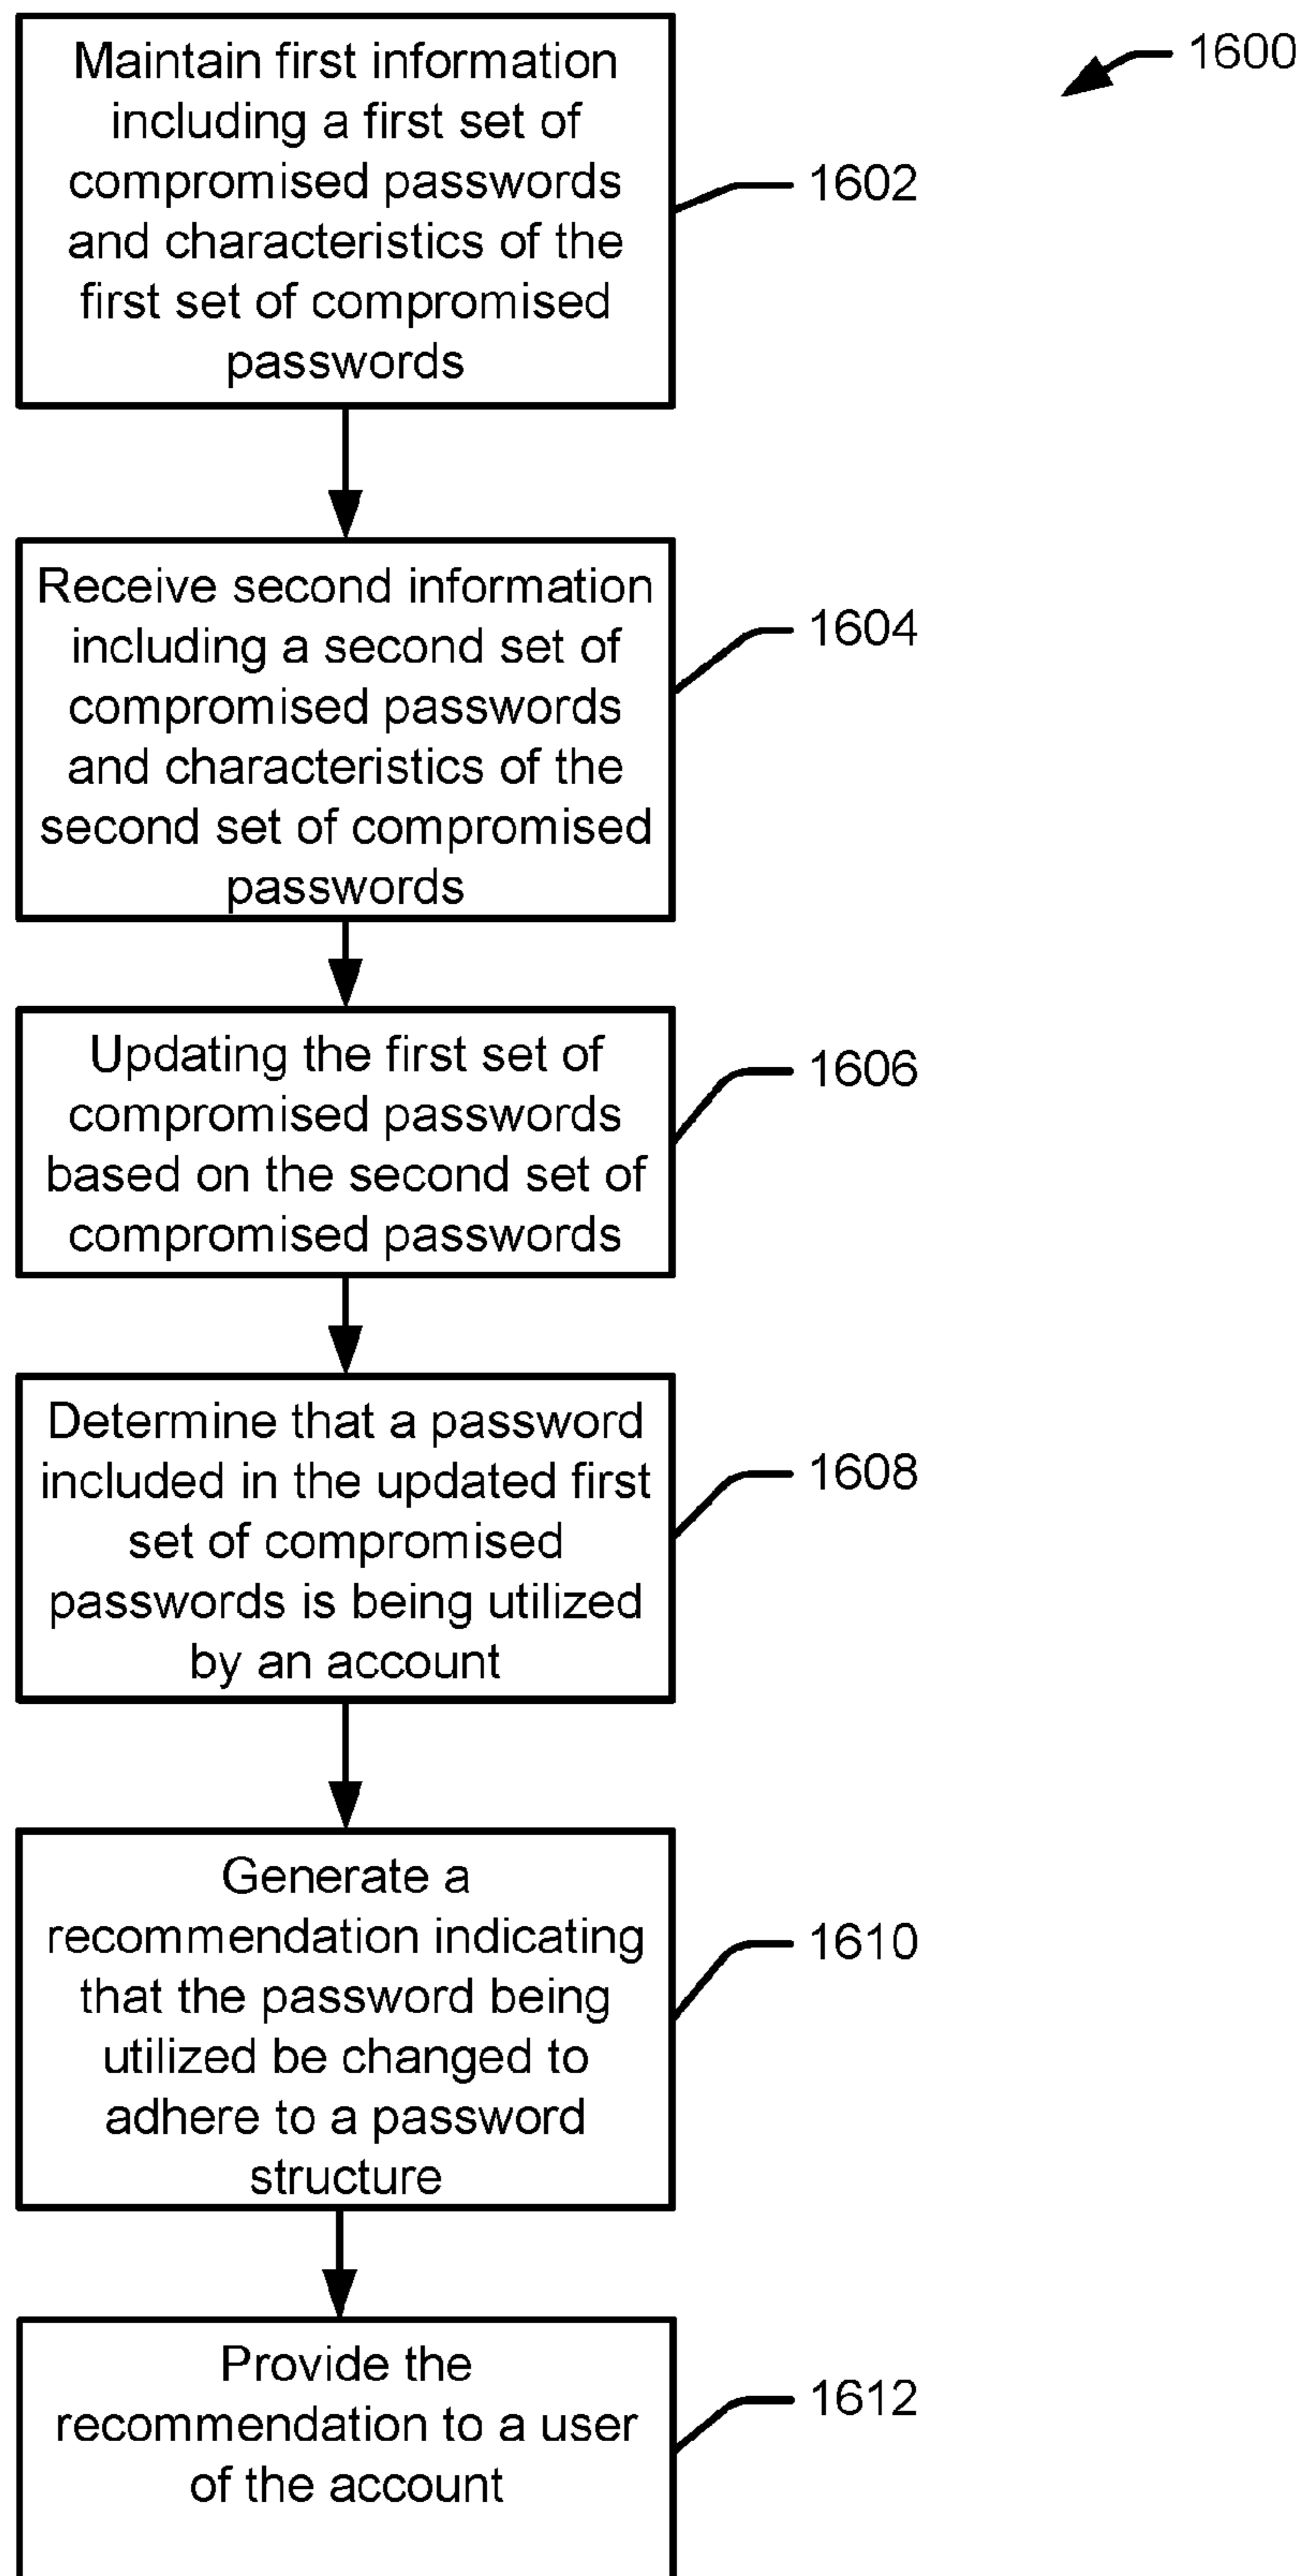 Maintain first information
including a first set of
compromised passwords
and characteristics of the
first set of compromised
passwords
1600
1602
Receive second information
including a second set of
compromised passwords
and characteristics of the
second set of compromised
passwords
1604
Updating the first set of
compromised passwords
based on the second set of
compromised passwords
1606
Determine that a password
included in the updated first
set of compromised
passwords is being utilized
by an account
1608
Generate a
recommendation indicating
that the password being
utilized be changed to
adhere to a password
structure
1610
Provide the
recommendation to a user
of the account
1612